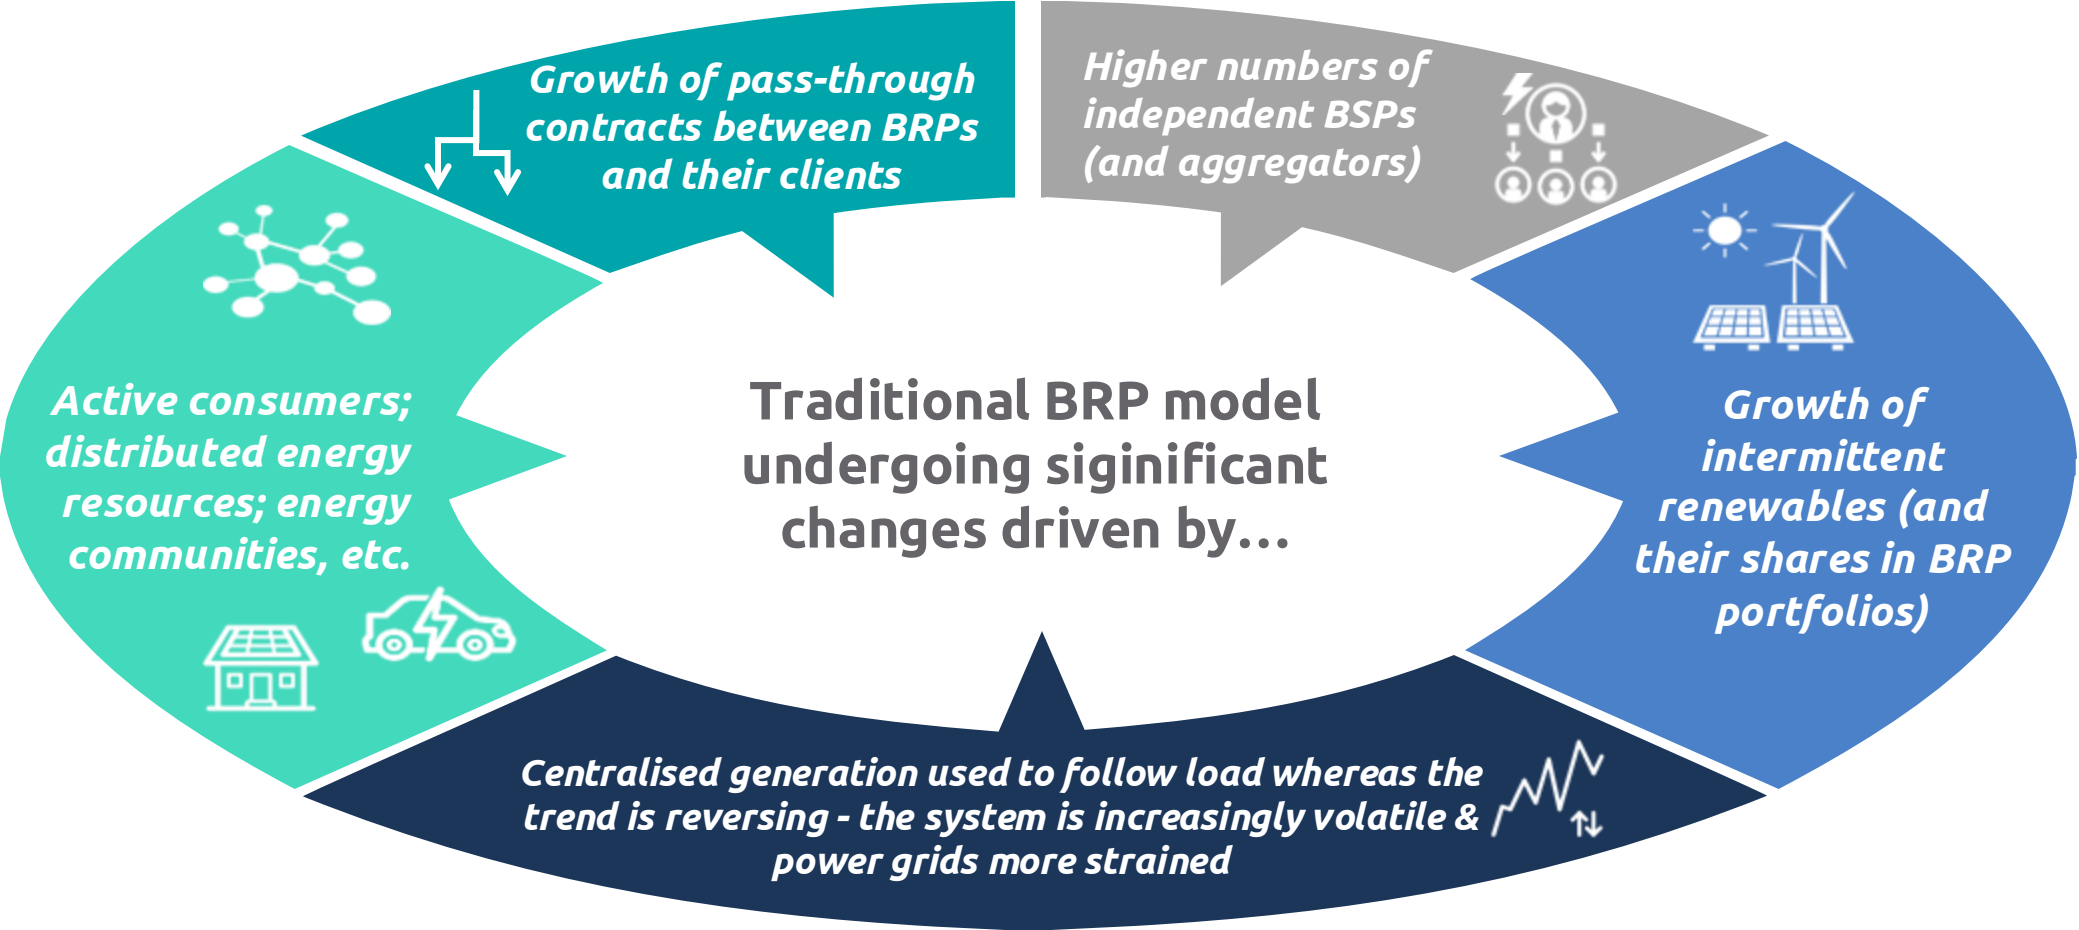 Growth of pass-through
contracts between BRPs
and their clients
Higher numbers of
independent BSPs
(and aggregators)
Active consumers;
distributed energy
resources; energy
communities, etc.
Traditional BRP model
undergoing siginificant
changes driven by...
Growth of
intermittent
renewables (and
their shares in BRP
portfolios)
Centralised generation used to follow load whereas the
trend is reversing - the system is increasingly volatile &
power grids more strained